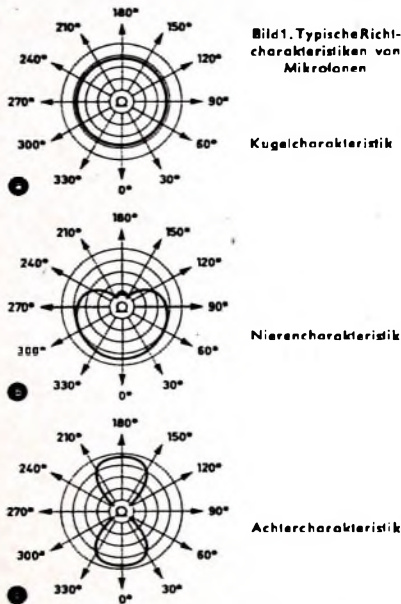 180°
210° 150°
240° 120°
270° 90°
300° 60°
330° 30°
0°
a
Bild 1. Typische Richt-
charakteristiken von
Mikrofonen
Kugelcharakteristik
180°
210° 150°
240° 120°
270° 90°
300° 60°
330° 30°
0°
b
Nierencharakteristik
180°
210° 150°
240° 120°
270° 90°
300° 60°
330° 30°
0°
Achtercharakteristik